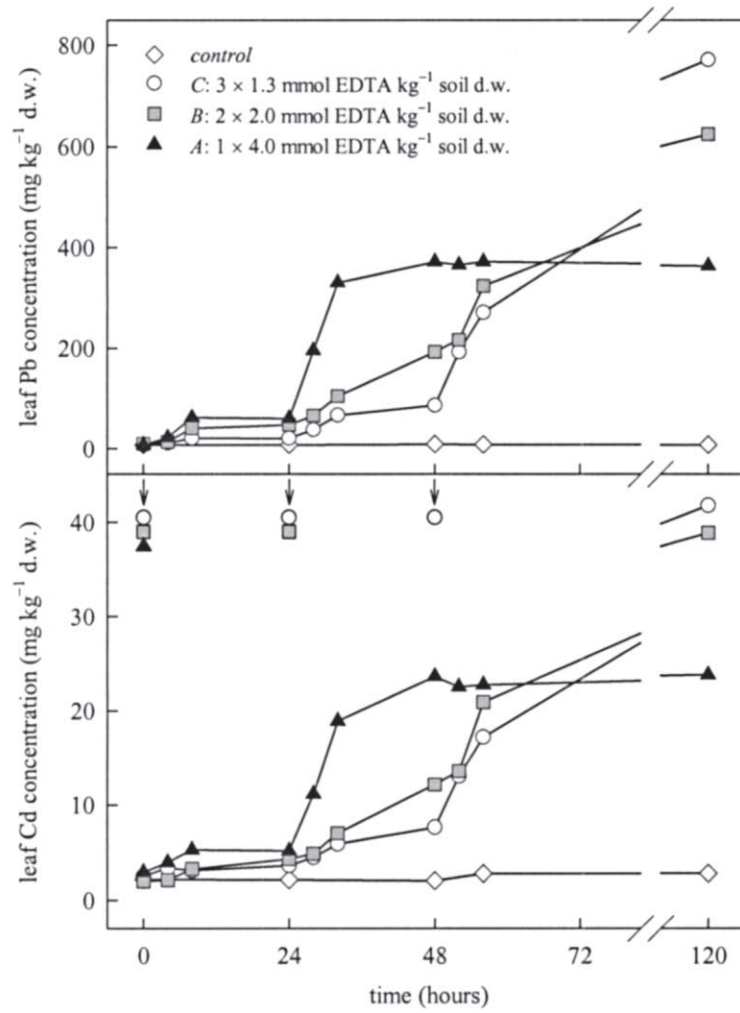 leaf Pb concentration (mg kg⁻¹ d.w.)
800
600
400
200
0
control
C: 3 × 1.3 mmol EDTA kg⁻¹ soil d.w.
B: 2 × 2.0 mmol EDTA kg⁻¹ soil d.w.
A: 1 × 4.0 mmol EDTA kg⁻¹ soil d.w.
leaf Cd concentration (mg kg⁻¹ d.w.)
40
30
20
10
0
0 24 48 72 120
time (hours)